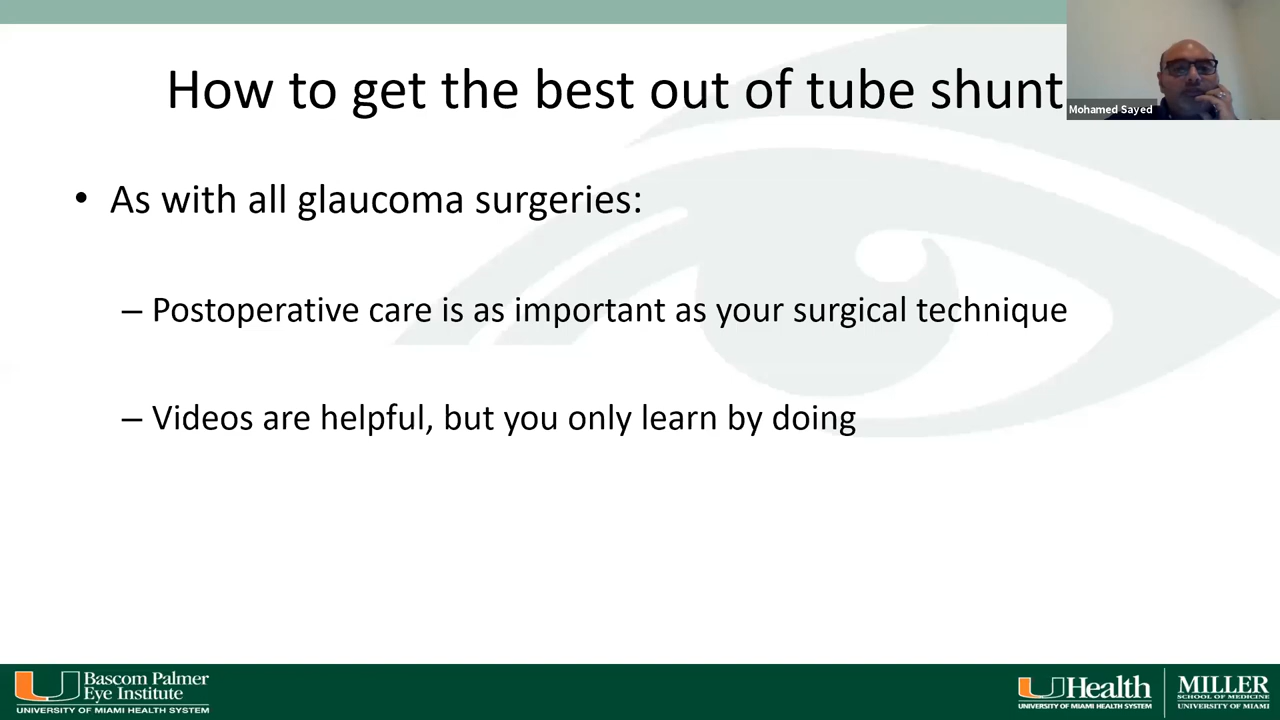 How to get the best out of tube shunt
Mohamed Sayed
• As with all glaucoma surgeries:
– Postoperative care is as important as your surgical technique
– Videos are helpful, but you only learn by doing
Bascom Palmer
Eye Institute
UNIVERSITY OF MIAMI HEALTH SYSTEM
UHealth
UNIVERSITY OF MIAMI HEALTH SYSTEM
MILLER
SCHOOL OF MEDICINE
UNIVERSITY OF MIAMI